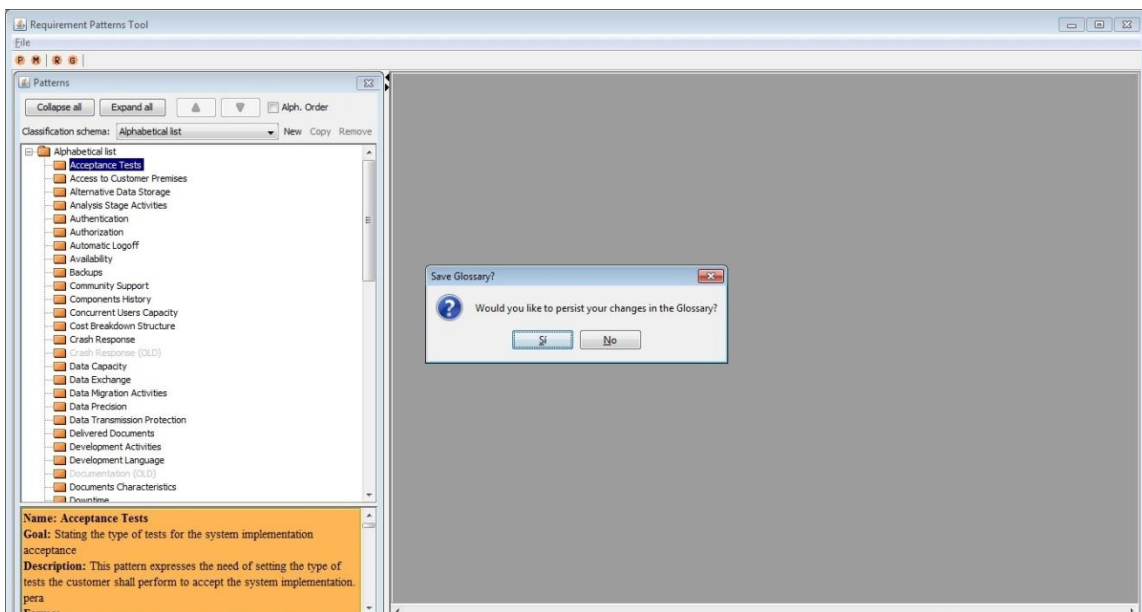 Requirement Patterns Tool
File
P M R G
Patterns
Collapse all Expand all Alph. Order
Classification schema: Alphabetical list New Copy Remove
Alphabetical list
Acceptance Tests
Access to Customer Premises
Alternative Data Storage
Analysis Stage Activities
Authentication
Authorization
Automatic Logoff
Availability
Backups
Community Support
Components History
Concurrent Users Capacity
Cost Breakdown Structure
Crash Response
Crash Response (OLD)
Data Capacity
Data Exchange
Data Migration Activities
Data Precision
Data Transmission Protection
Delivered Documents
Development Activities
Development Language
Documentation (OLD)
Documents Characteristics
Downtime
Name: Acceptance Tests
Goal: Stating the type of tests for the system implementation
acceptance
Description: This pattern expresses the need of setting the type of
tests the customer shall perform to accept the system implementation.
pera
Save Glossary?
Would you like to persist your changes in the Glossary?
Sí No